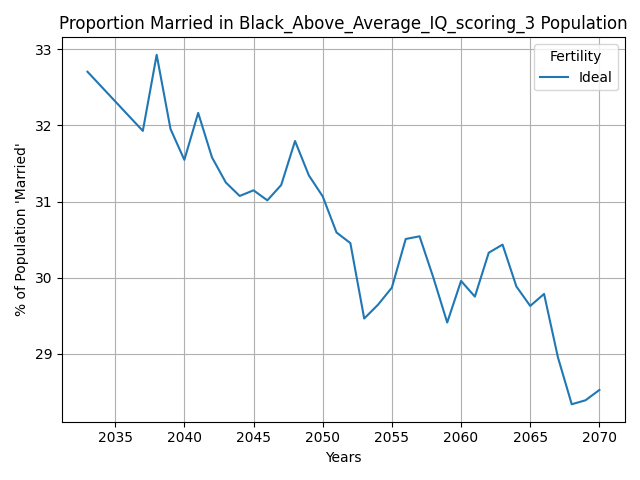 Proportion Married in Black_Above_Average_IQ_scoring_3 Population
% of Population 'Married'
33
32
31
30
29
Fertility
Ideal
2035 2040 2045 2050 2055 2060 2065 2070
Years